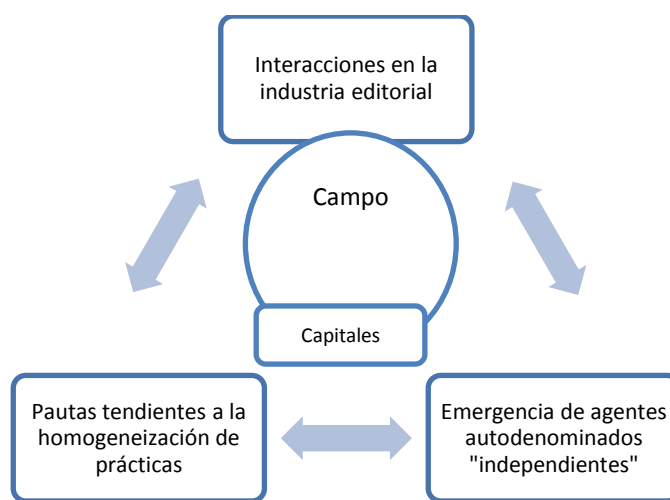 Interacciones en la
industria editorial
Campo
Capitales
Pautas tendientes a la
homogeneización de
prácticas
Emergencia de agentes
autodenominados
"independientes"